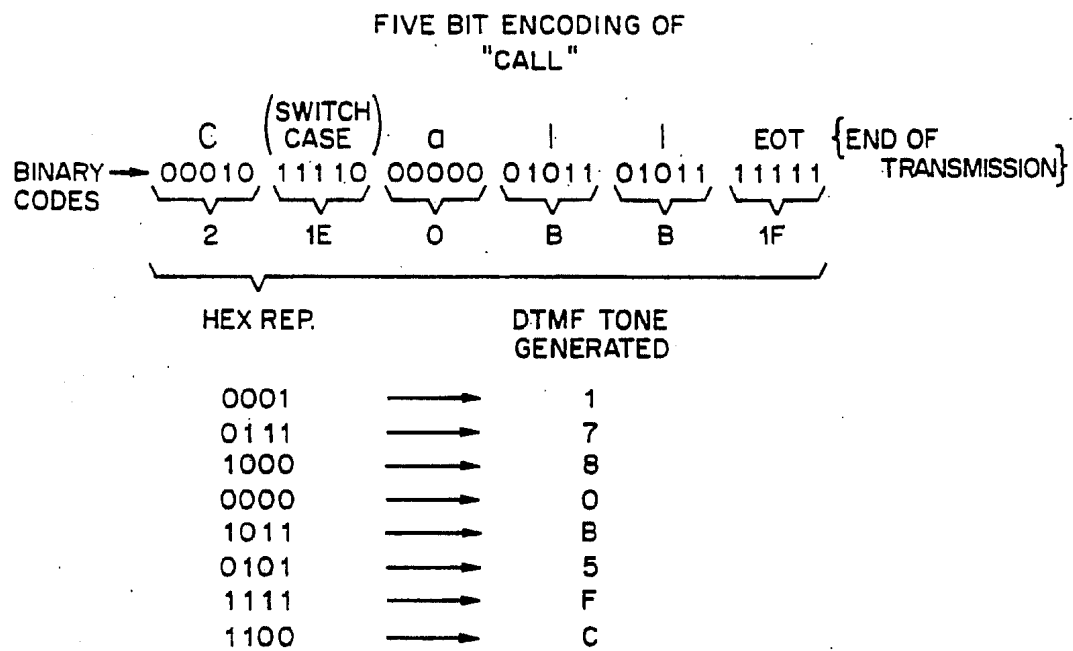 FIVE BIT ENCODING OF
"CALL"
C (SWITCH CASE) a l l EOT {END OF TRANSMISSION}
BINARY CODES → 00010 11110 00000 01011 01011 11111
2 1E 0 B B 1F
HEX REP. DTMF TONE GENERATED
0001 → 1
0111 → 7
1000 → 8
0000 → 0
1011 → B
0101 → 5
1111 → F
1100 → C